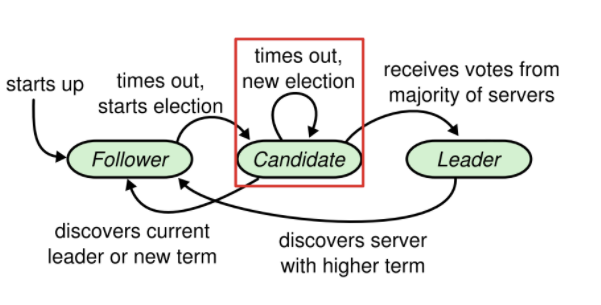 starts up
times out,
starts election
times out,
new election
receives votes from
majority of servers
Follower
Candidate
Leader
discovers current
leader or new term
discovers server
with higher term